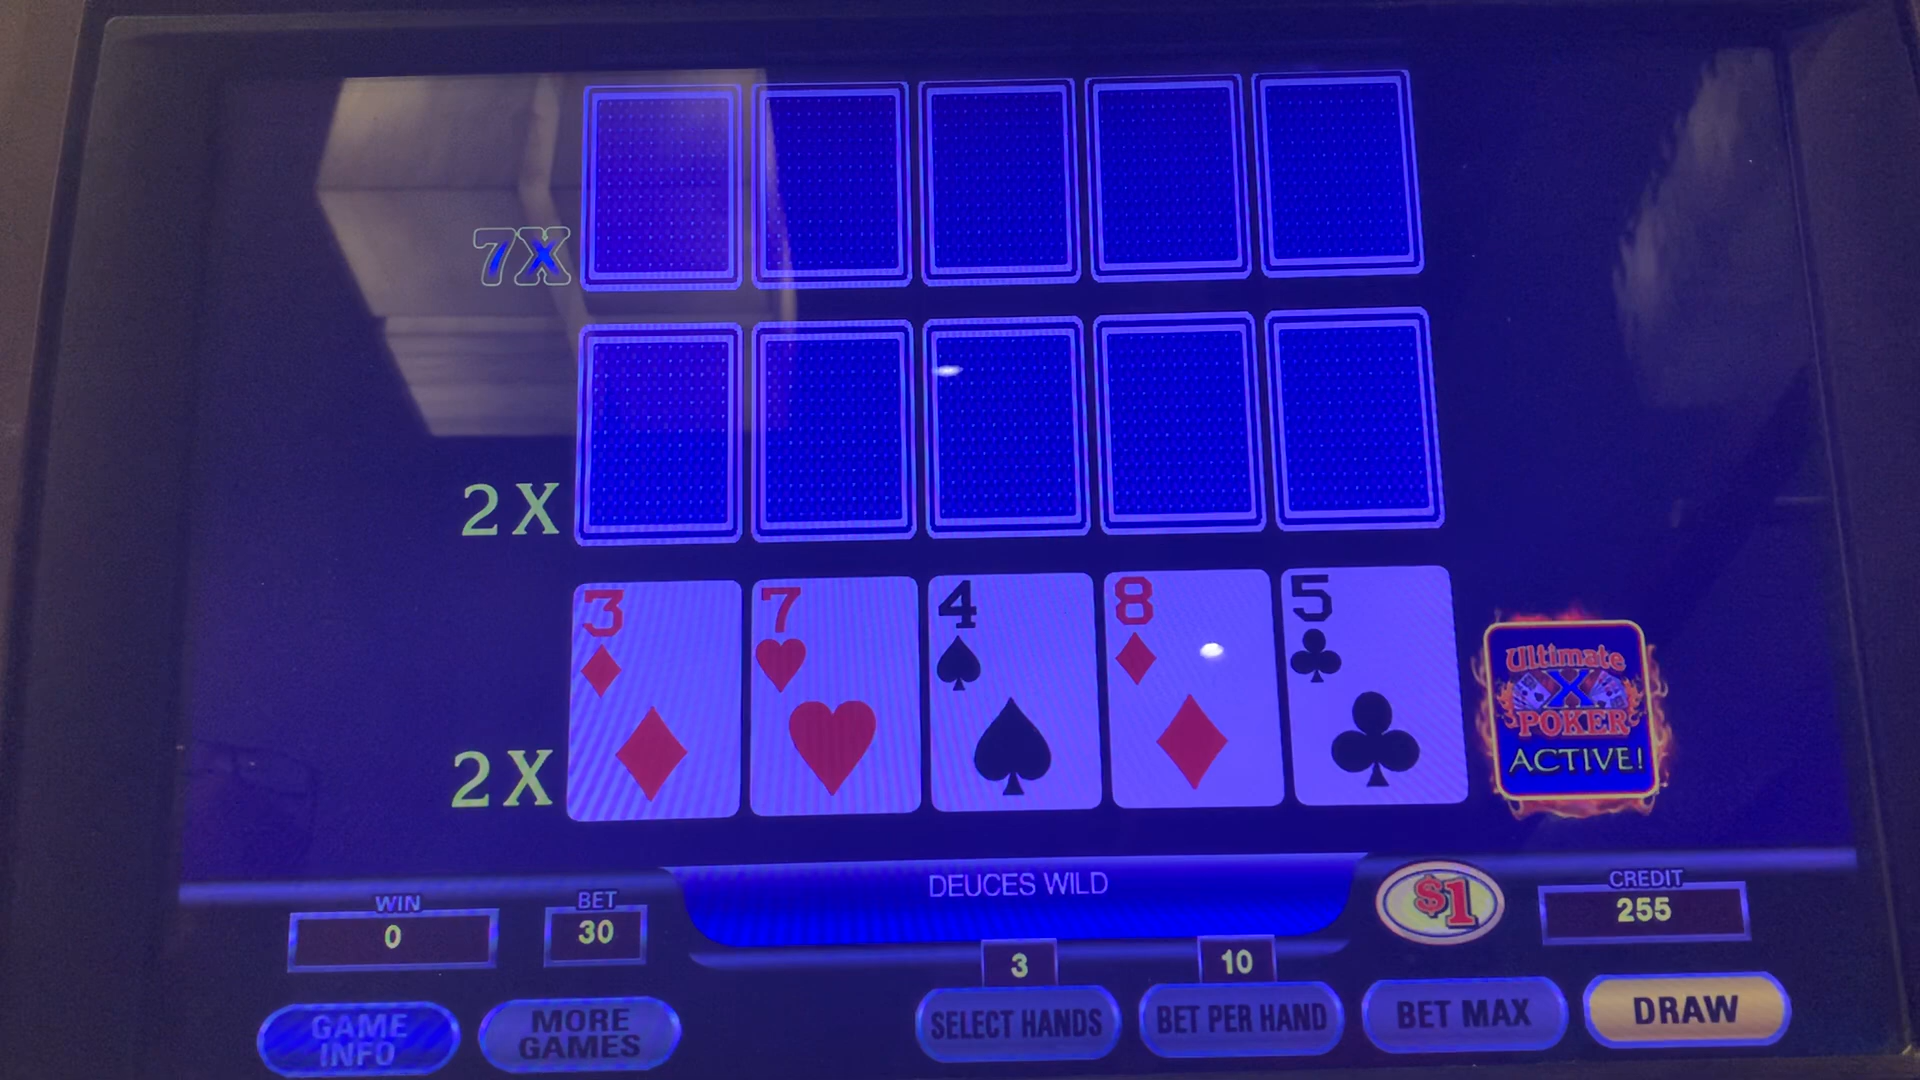 7X
2X
2X
3 7 4 8 5
Ultimate
X
POKER
ACTIVE!
DEUCES WILD
WIN
0
BET
30
$1
CREDIT
255
3
10
GAME
INFO
MORE
GAMES
SELECT HANDS
BET PER HAND
BET MAX
DRAW